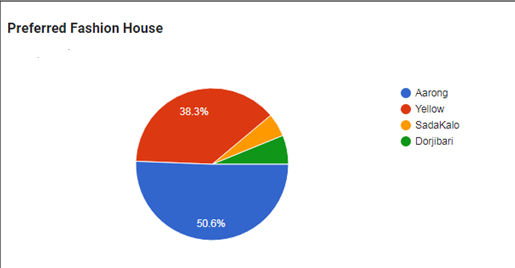 Preferred Fashion House
38.3%
50.6%
Aarong
Yellow
SadaKalo
Dorjibari